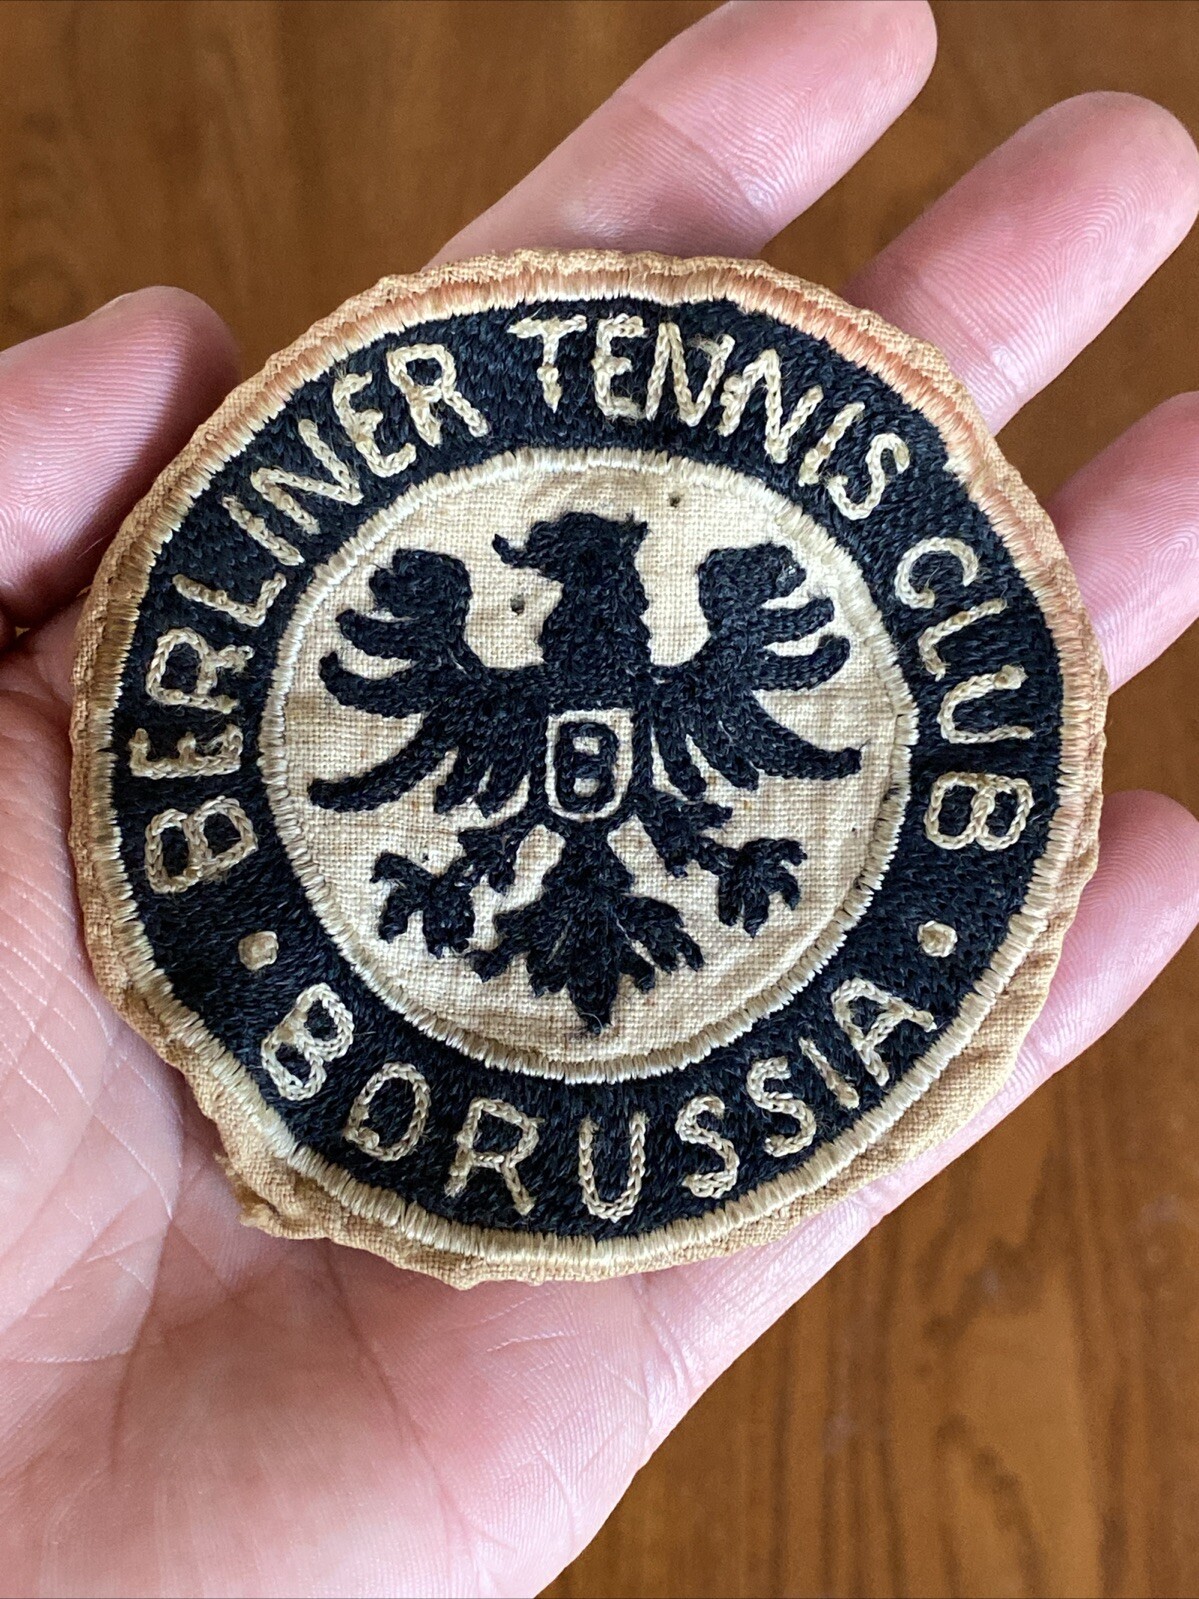 BERLINER TENNIS CLUB
• BORUSSIA •
B